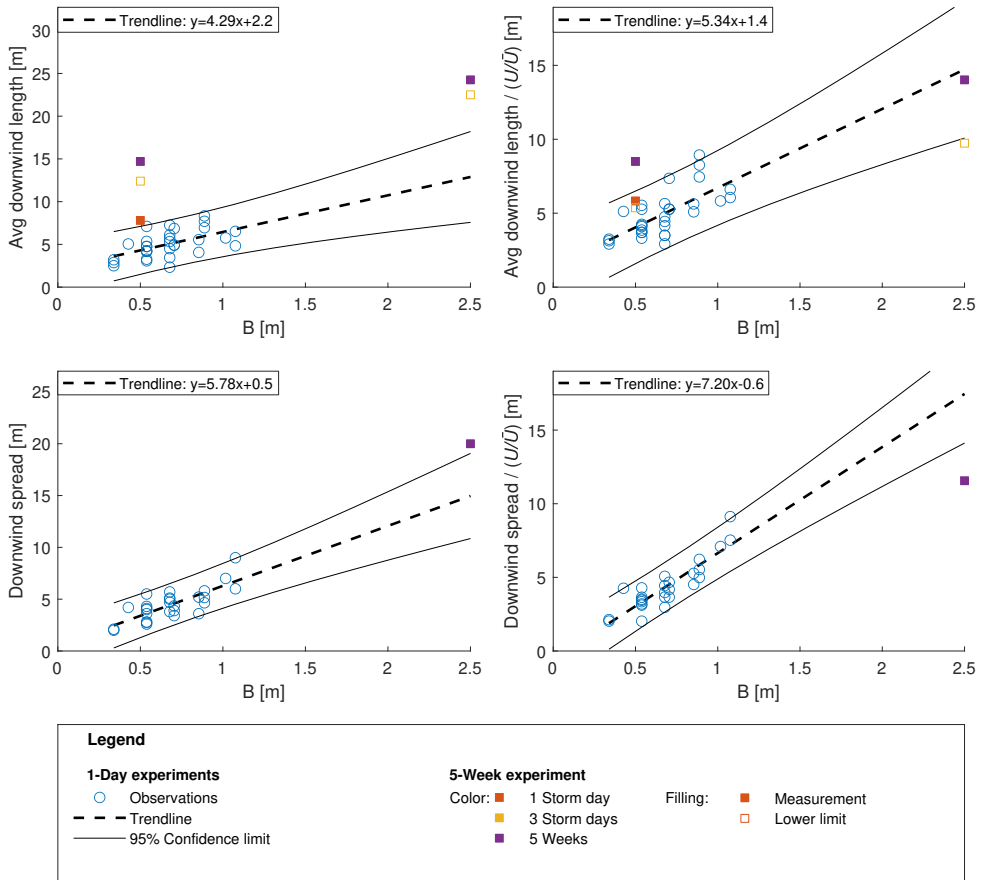 Trendline: y=4.29x+2.2
Avg downwind length [m]
30
25
20
15
10
5
0
0 0.5 1 1.5 2 2.5
B [m]
Trendline: y=5.34x+1.4
Avg downwind length / (U/Ū) [m]
15
10
5
0
0 0.5 1 1.5 2 2.5
B [m]
Trendline: y=5.78x+0.5
Downwind spread [m]
25
20
15
10
5
0
0 0.5 1 1.5 2 2.5
B [m]
Trendline: y=7.20x-0.6
Downwind spread / (U/Ū) [m]
15
10
5
0
0 0.5 1 1.5 2 2.5
B [m]
Legend
1-Day experiments
Observations
Trendline
95% Confidence limit
5-Week experiment
Color: 1 Storm day
3 Storm days
5 Weeks
Filling: Measurement
Lower limit